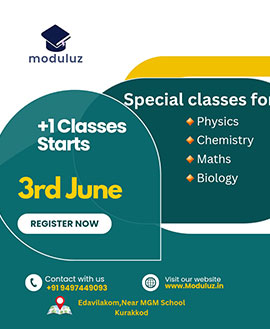 moduluz
Special classes for
Physics
Chemistry
Maths
Biology
+1 Classes
Starts
3rd June
REGISTER NOW
Contact with us
+91 9497449093
Visit our website
www.Moduluz.in
Edavilakom,Near MGM School
Kurakkod